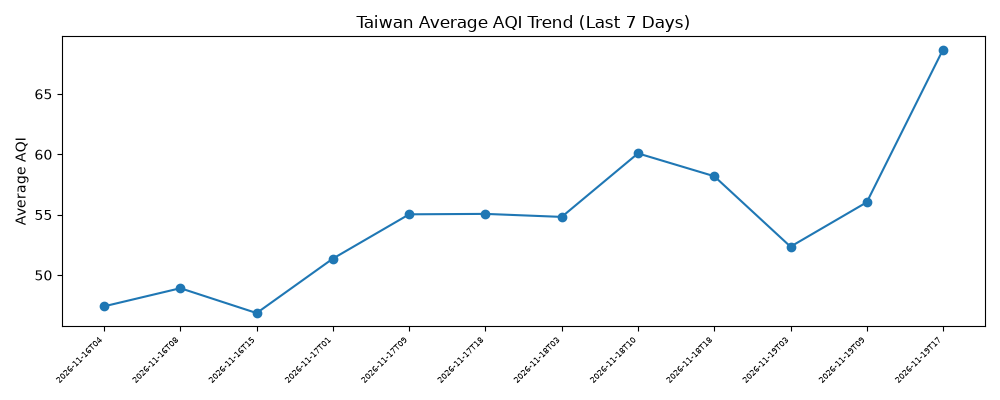 Taiwan Average AQI Trend (Last 7 Days)
Average AQI
65
60
55
50
2026-11-16T04
2026-11-16T08
2026-11-16T15
2026-11-17T01
2026-11-17T09
2026-11-17T18
2026-11-18T03
2026-11-18T10
2026-11-18T18
2026-11-19T03
2026-11-19T09
2026-11-19T17